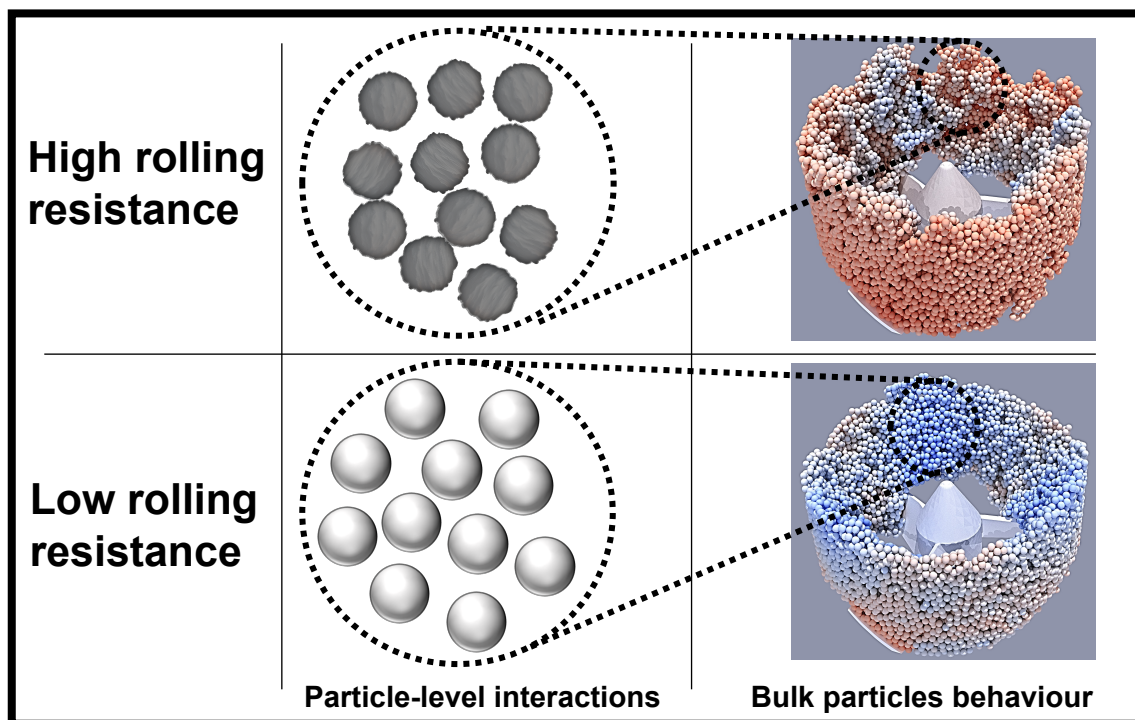 High rolling
resistance
Low rolling
resistance
Particle-level interactions
Bulk particles behaviour